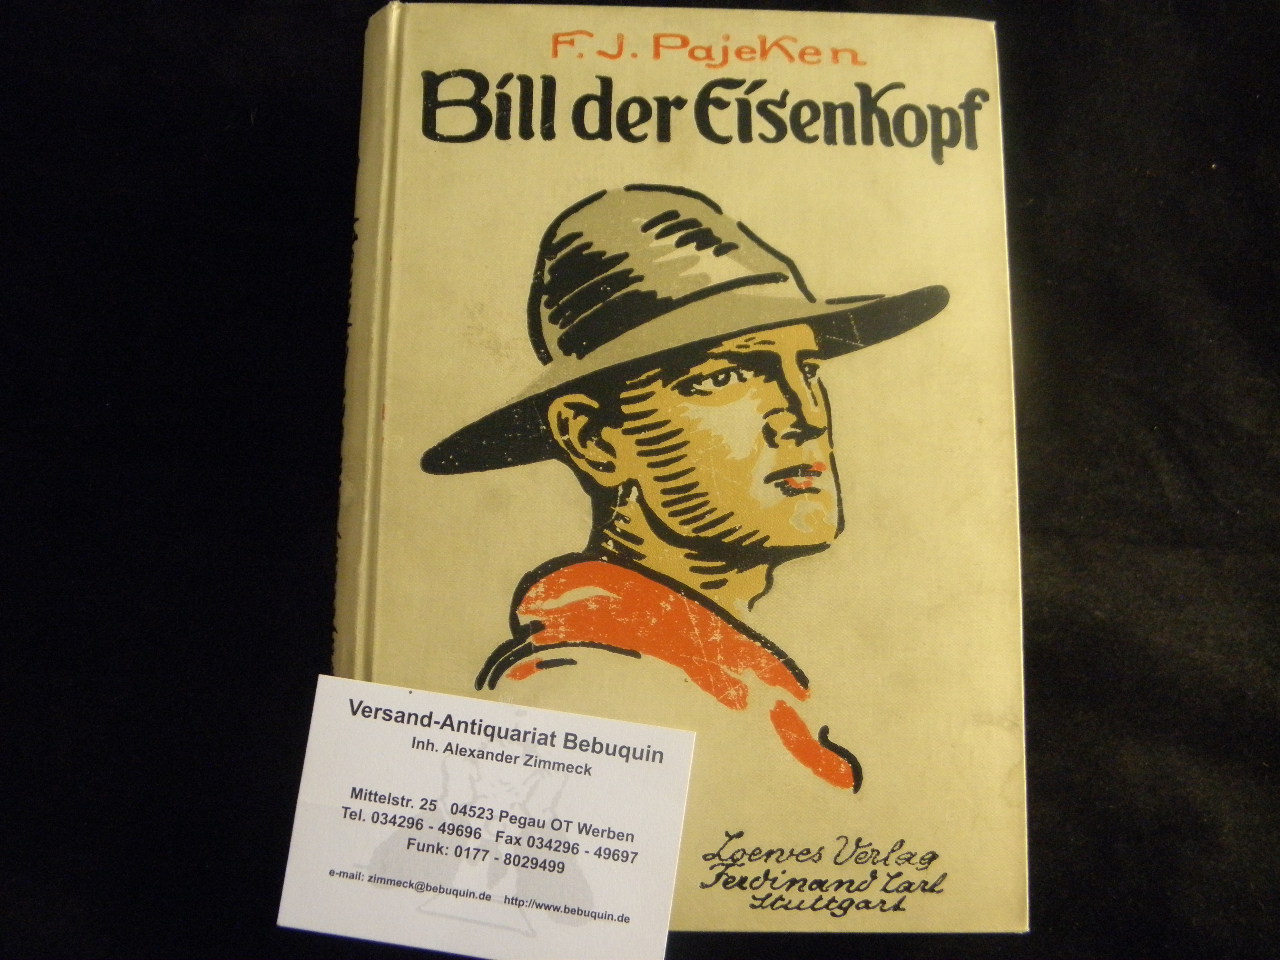 F. J. Pajeken
Bill der Eisenkopf
Versand-Antiquariat Bebuquin
Inh. Alexander Zimmeck
Mittelstr. 25 04523 Pegau OT Werben
Tel. 034296 - 49696 Fax 034296 - 49697
Funk: 0177 - 8029499
e-mail: zimmeck@bebuquin.de http://www.bebuquin.de
Loewes Verlag
Ferdinand Carl
Stuttgart